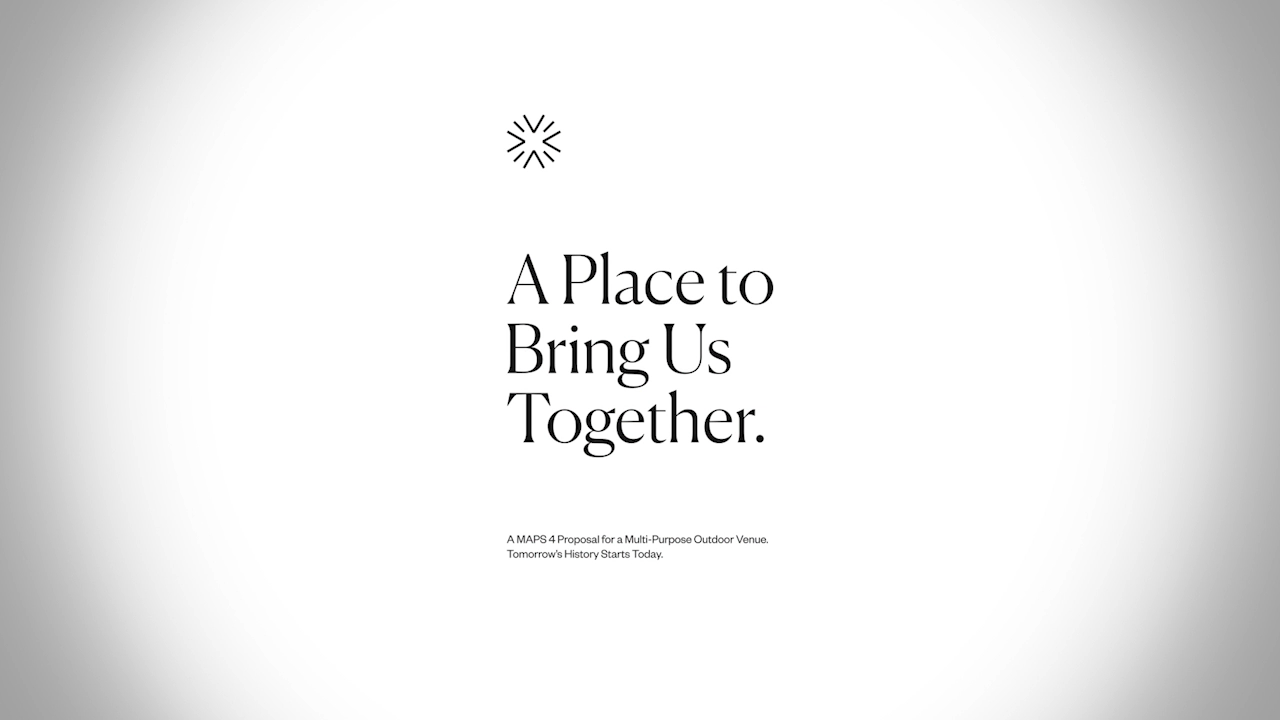 A Place to
Bring Us
Together.
A MAPS 4 Proposal for a Multi-Purpose Outdoor Venue.
Tomorrow's History Starts Today.